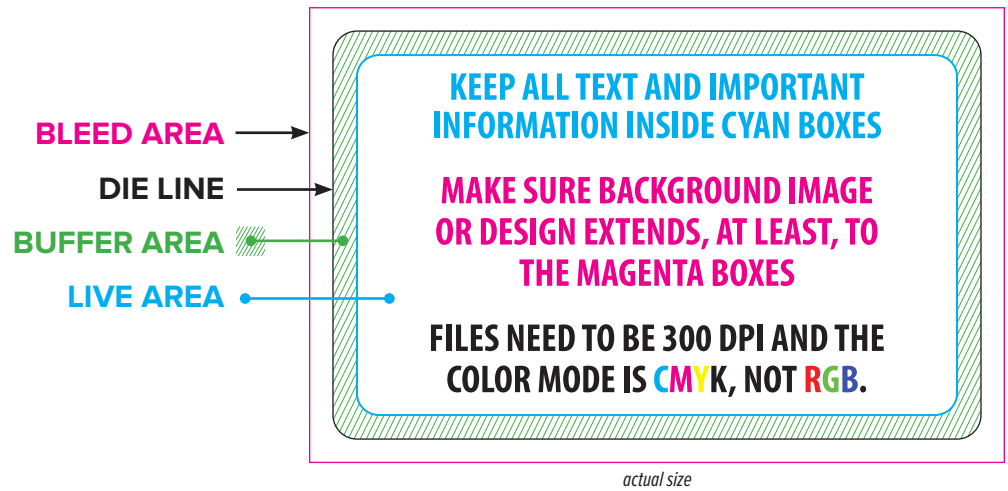 BLEED AREA
DIE LINE
BUFFER AREA
LIVE AREA
KEEP ALL TEXT AND IMPORTANT
INFORMATION INSIDE CYAN BOXES
MAKE SURE BACKGROUND IMAGE
OR DESIGN EXTENDS, AT LEAST, TO
THE MAGENTA BOXES
FILES NEED TO BE 300 DPI AND THE
COLOR MODE IS CMYK, NOT RGB.
actual size